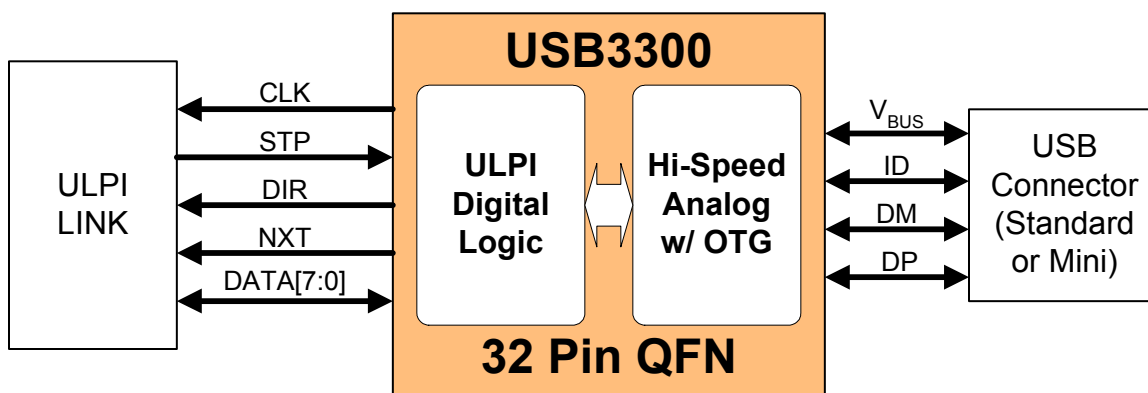 USB3300
ULPI
LINK
CLK
STP
DIR
NXT
DATA[7:0]
ULPI
Digital
Logic
Hi-Speed
Analog
w/ OTG
VBUS
ID
DM
DP
USB
Connector
(Standard
or Mini)
32 Pin QFN